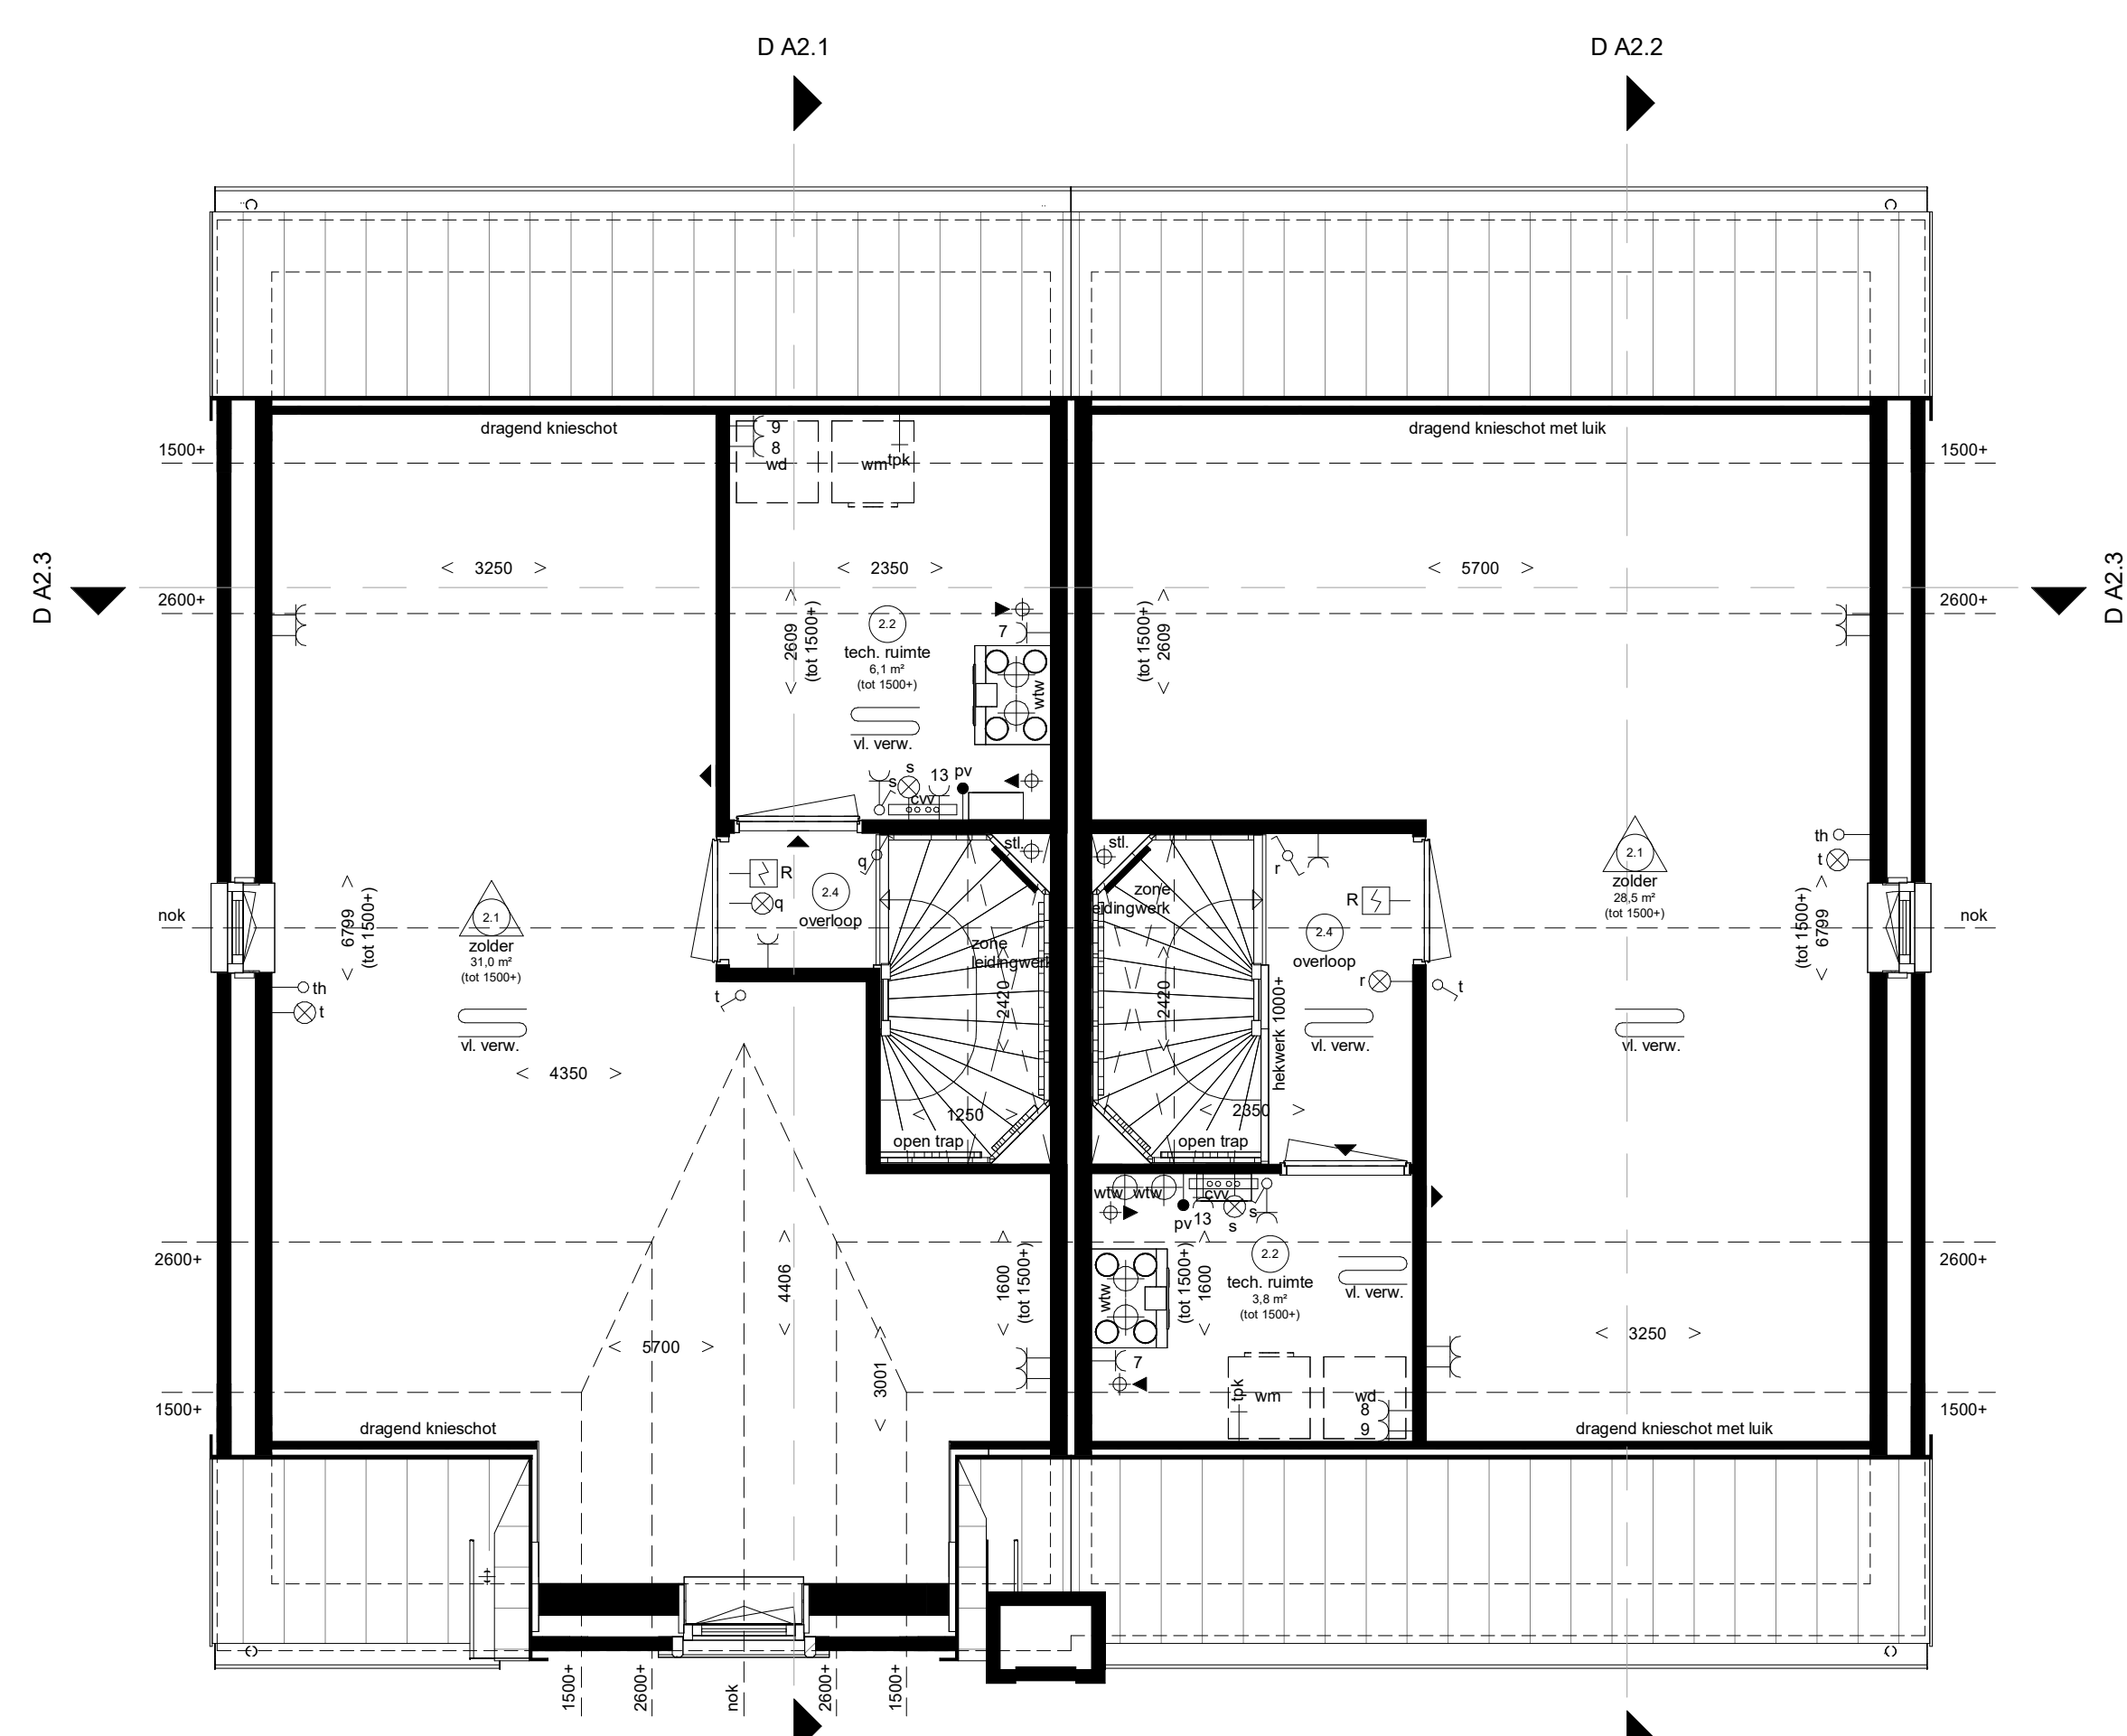 D A2.1
D A2.2
dragend knieschot
9
8
wd
wm
tpk
dragend knieschot met luik
1500+
1500+
D A2.3
D A2.3
< 3250 >
< 2350 >
< 5700 >
2600+
2600+
< 2609 >
(tot 1500+)
2.2
tech. ruimte
6,1 m²
(tot 1500+)
7
wtw
vl. verw.
(tot 1500+)
< 2609 >
s
s
13
pv
cvv
stl.
stl.
q
R
q
2.4
overloop
zone
leidingwerk
zone
eidingwerk
r
R
2.4
overloop
th
t
2.1
zolder
28,5 m²
(tot 1500+)
(tot 1500+)
< 6799 >
nok
nok
< 6799 >
(tot 1500+)
2.1
zolder
31,0 m²
(tot 1500+)
th
t
t
< 2420 >
< 2420 >
hekwerk 1000+
r
t
vl. verw.
vl. verw.
vl. verw.
< 4350 >
< 1250 >
< 2350 >
open trap
open trap
wtw
wtw
cvv
pv
13
s
s
2600+
2600+
< 4406 >
< 1600 >
(tot 1500+)
(tot 1500+)
< 1600 >
wtw
2.2
tech. ruimte
3,8 m²
(tot 1500+)
vl. verw.
< 5700 >
< 3001 >
< 3250 >
7
tpk
wm
wd
8
9
1500+
1500+
dragend knieschot
dragend knieschot met luik
1500+
2600+
nok
2600+
1500+